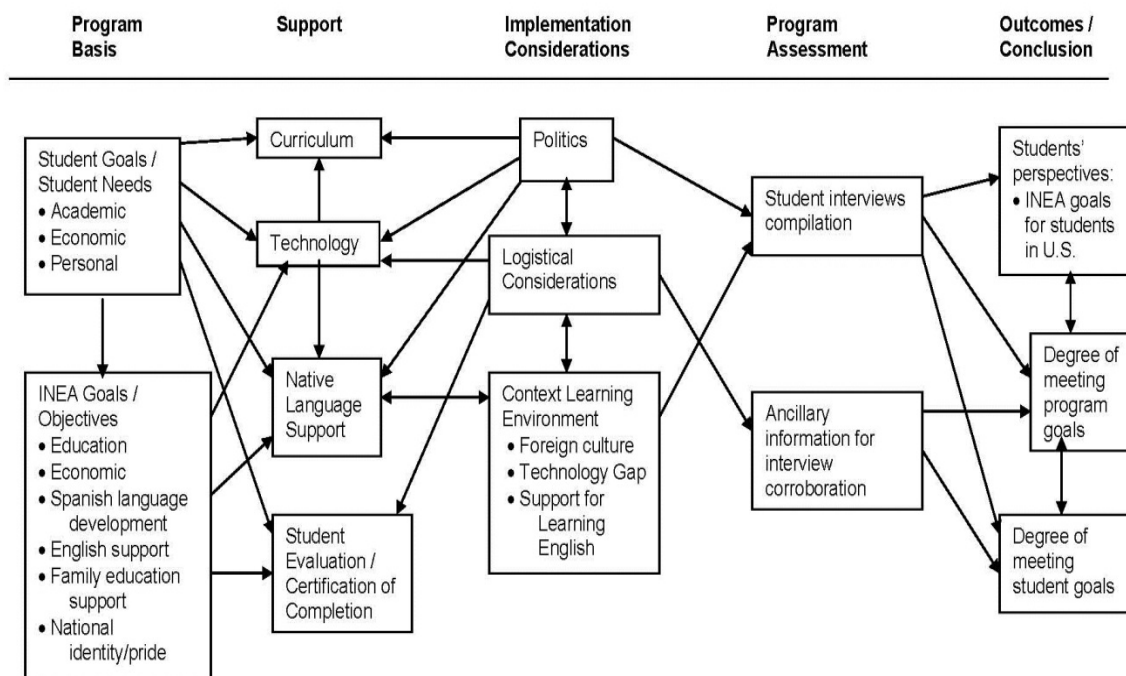 Program
Basis
Support
Implementation
Considerations
Program
Assessment
Outcomes /
Conclusion
Student Goals /
Student Needs
• Academic
• Economic
• Personal
INEA Goals /
Objectives
• Education
• Economic
• Spanish language
development
• English support
• Family education
support
• National
identity/pride
Curriculum
Technology
Native
Language
Support
Student
Evaluation /
Certification of
Completion
Politics
Logistical
Considerations
Context Learning
Environment
• Foreign culture
• Technology Gap
• Support for
Learning
English
Student interviews
compilation
Ancillary
information for
interview
corroboration
Students'
perspectives:
• INEA goals
for students
in U.S.
Degree of
meeting
program
goals
Degree of
meeting
student goals